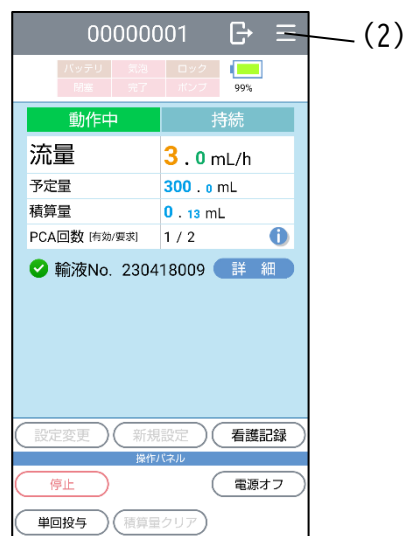 00000001
(2)
バッテリ 気泡 ロック
閉塞 完了 ポンプ 99%
動作中 持続
流量 3.0 mL/h
予定量 300.0 mL
積算量 0.13 mL
PCA回数 [有効/要求] 1 / 2 i
輸液No. 230418009 詳 細
設定変更 新規設定 看護記録
操作パネル
停止 電源オフ
単回投与 積算量クリア